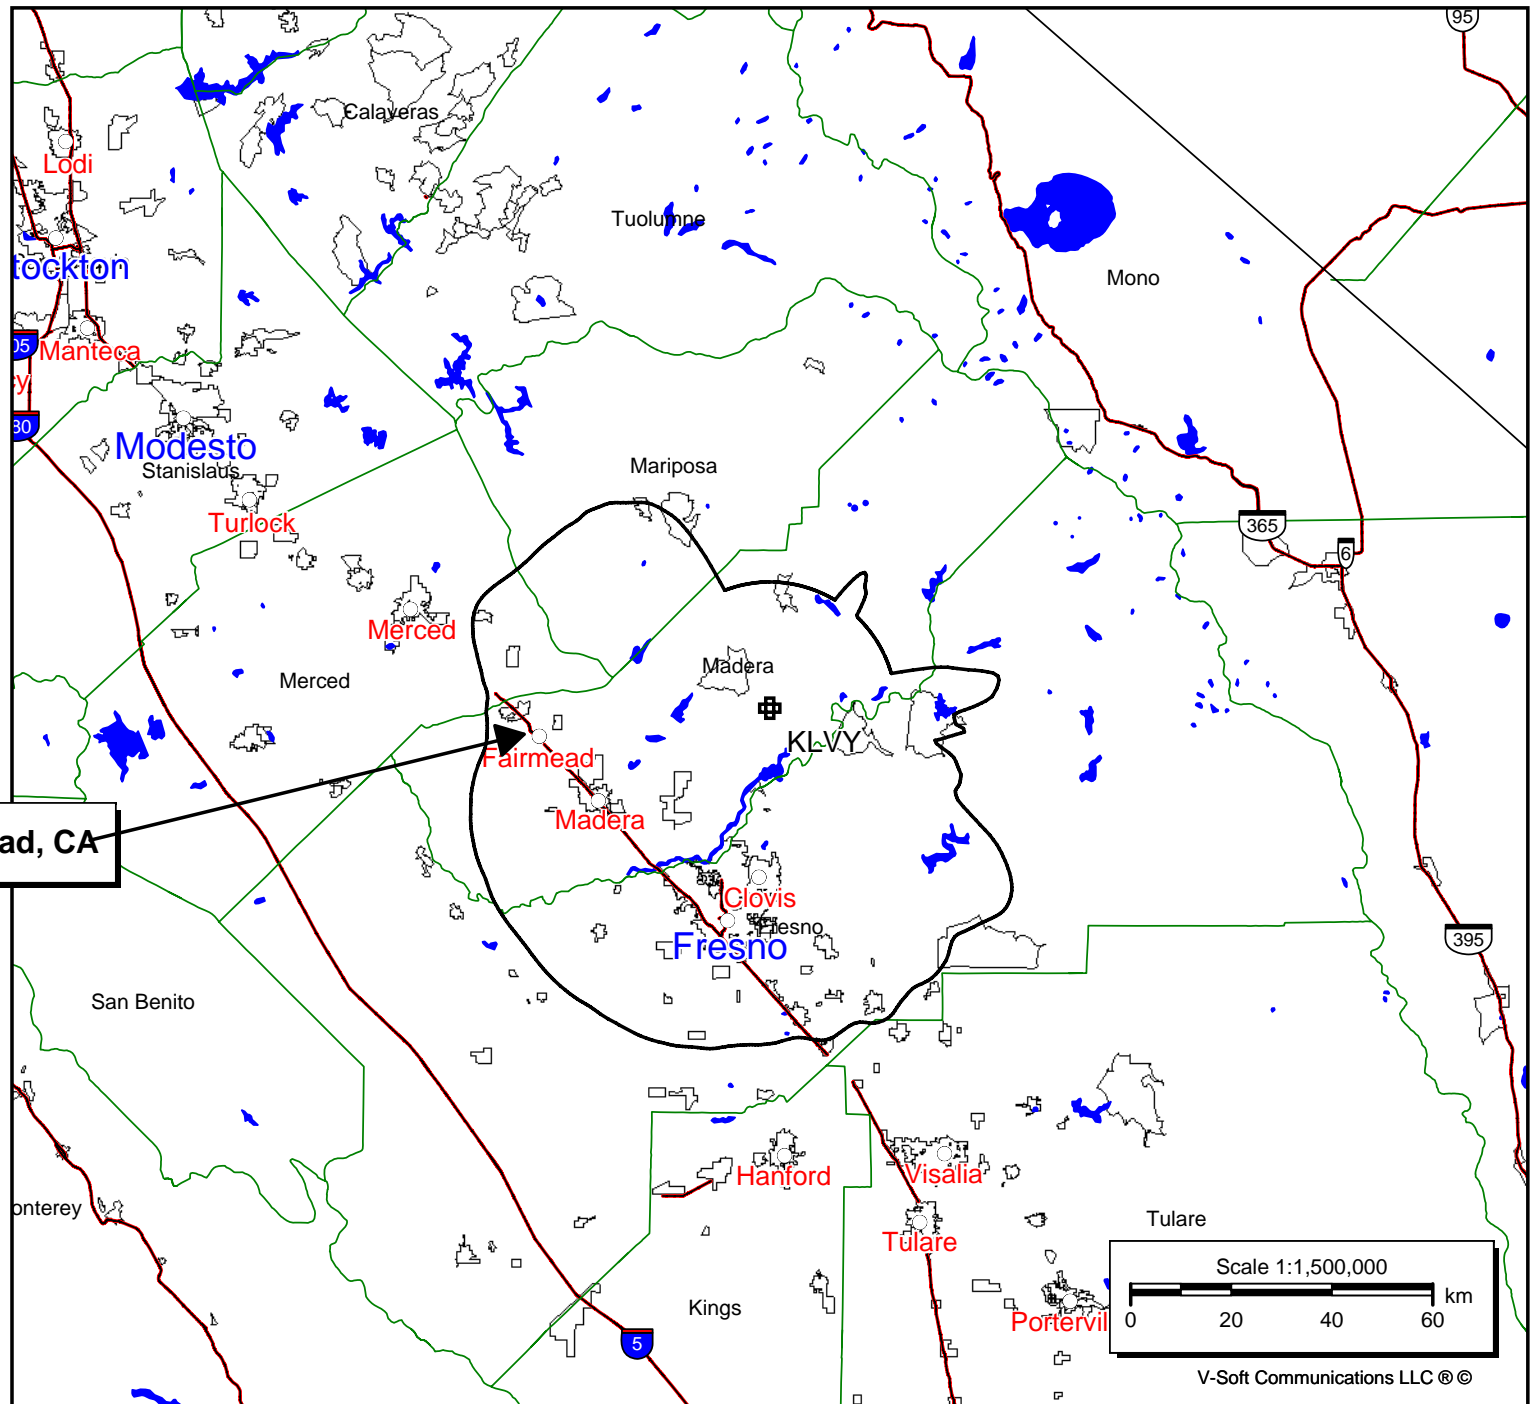 95
Calaveras
Lodi
Tuolumne
tockton
Mono
05
Manteca
cy
80
Modesto
Stanislaus
Mariposa
Turlock
365
6
Merced
Madera
Merced
KLVY
Fairmead
Madera
ad, CA
Clovis
Fresno
Fresno
395
San Benito
Hanford
Visalia
onterey
Tulare
Tulare
Kings
Portervil
5
Scale 1:1,500,000
km
0 20 40 60
V-Soft Communications LLC ® ©